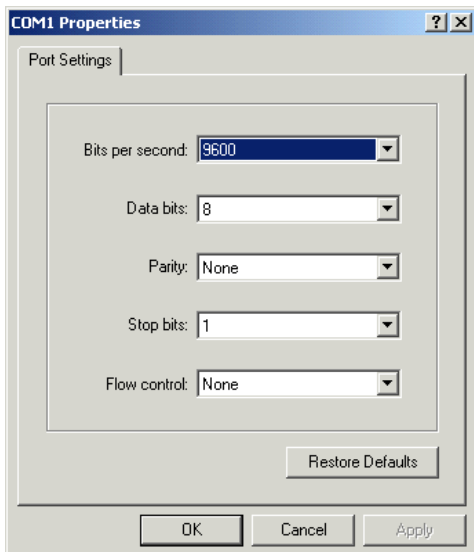 COM1 Properties
Port Settings
Bits per second: 9600
Data bits: 8
Parity: None
Stop bits: 1
Flow control: None
Restore Defaults
OK Cancel Apply